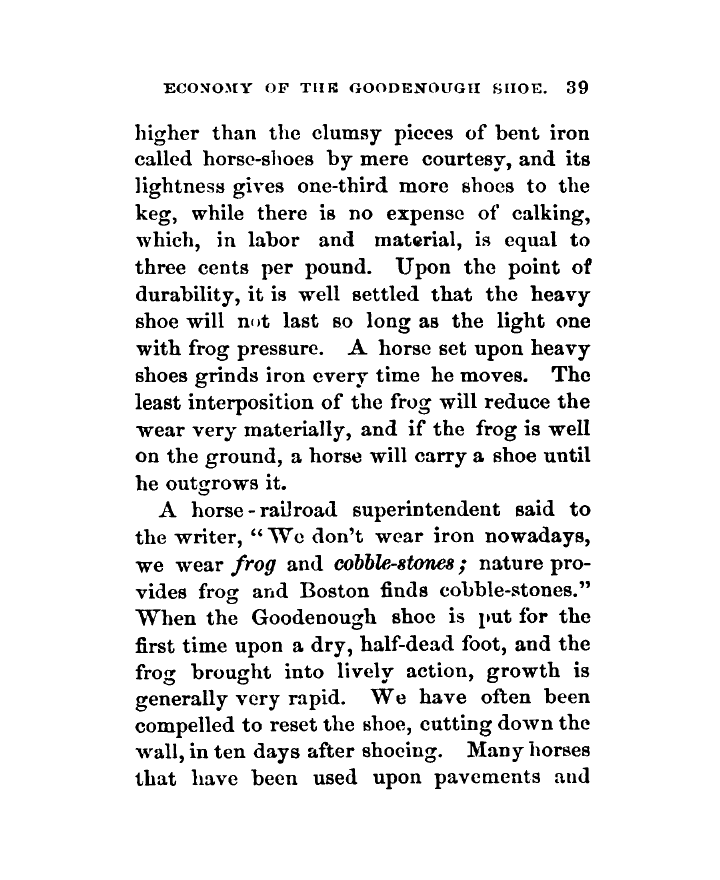 ECONOMY OF THE GOODENOUGH SHOE. 39
higher than the clumsy pieces of bent iron
called horse-shoes by mere courtesy, and its
lightness gives one-third more shoes to the
keg, while there is no expense of calking,
which, in labor and material, is equal to
three cents per pound. Upon the point of
durability, it is well settled that the heavy
shoe will not last so long as the light one
with frog pressure. A horse set upon heavy
shoes grinds iron every time he moves. The
least interposition of the frog will reduce the
wear very materially, and if the frog is well
on the ground, a horse will carry a shoe until
he outgrows it.
A horse-railroad superintendent said to
the writer, “We don’t wear iron nowadays,
we wear frog and cobble-stones; nature pro-
vides frog and Boston finds cobble-stones.”
When the Goodenough shoe is put for the
first time upon a dry, half-dead foot, and the
frog brought into lively action, growth is
generally very rapid. We have often been
compelled to reset the shoe, cutting down the
wall, in ten days after shoeing. Many horses
that have been used upon pavements and